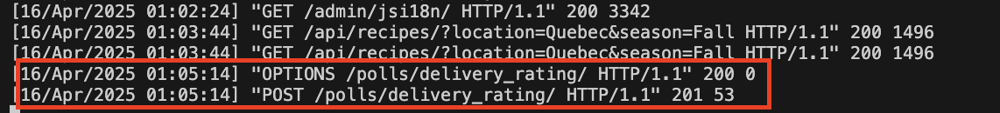 [16/Apr/2025 01:02:24] "GET /admin/jsi18n/ HTTP/1.1" 200 3342
[16/Apr/2025 01:03:44] "GET /api/recipes/?location=Quebec&season=Fall HTTP/1.1" 200 1496
[16/Apr/2025 01:03:44] "GET /api/recipes/?location=Quebec&season=Fall HTTP/1.1" 200 1496
[16/Apr/2025 01:05:14] "OPTIONS /polls/delivery_rating/ HTTP/1.1" 200 0
[16/Apr/2025 01:05:14] "POST /polls/delivery_rating/ HTTP/1.1" 201 53